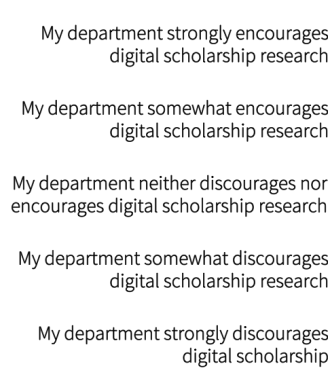 My department strongly encourages
digital scholarship research
My department somewhat encourages
digital scholarship research
My department neither discourages nor
encourages digital scholarship research
My department somewhat discourages
digital scholarship research
My department strongly discourages
digital scholarship